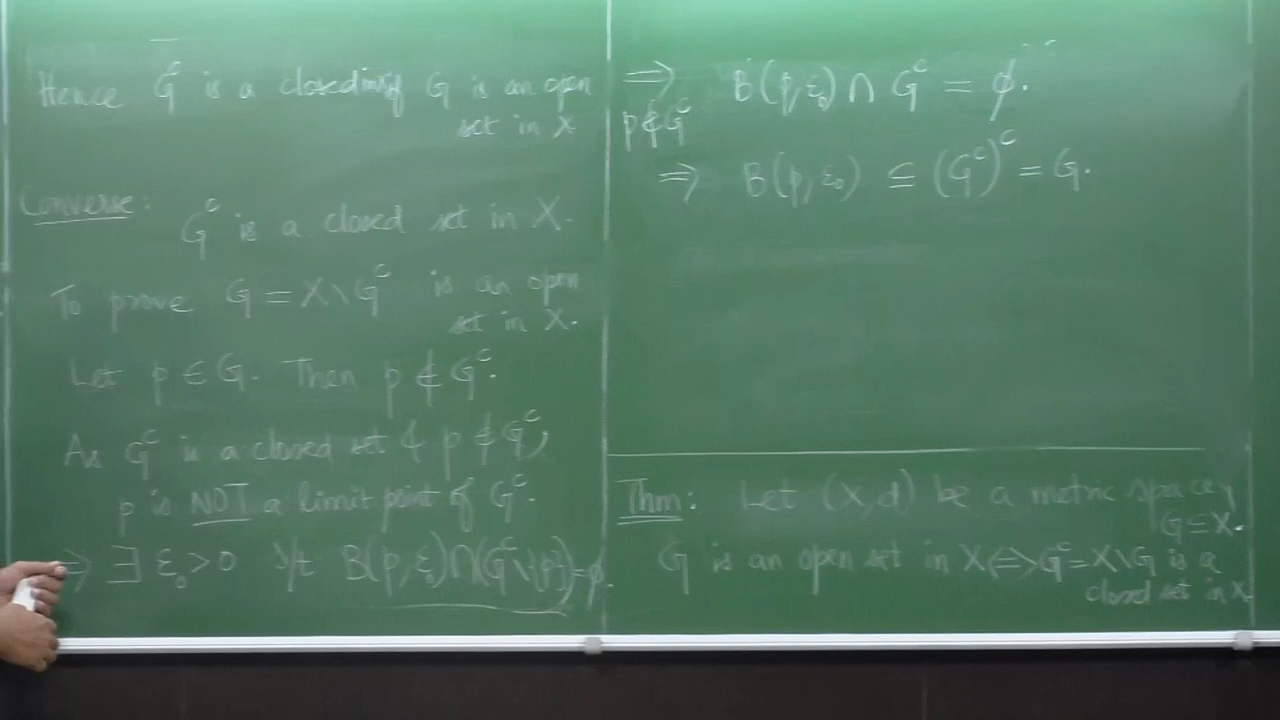 Hence G^c is a closed if G is an open
set in X
Converse: G^c is a closed set in X.
To prove G = X \ G^c is an open
set in X.
Let p ∈ G. Then p ∉ G^c.
As G^c is a closed set & p ∉ G^c,
p is NOT a limit point of G^c.
⇒ ∃ ε₀ > 0 s/t B(p, ε₀) ∩ (G^c \ {p}) = ϕ.
⇒ B(p, ε₀) ∩ G^c = ϕ.
p ∉ G^c
⇒ B(p, ε₀) ⊆ (G^c)^c = G.
Thm: Let (X, d) be a metric space,
G ⊆ X.
G is an open set in X ⇔ G^c = X \ G is a
closed set in X